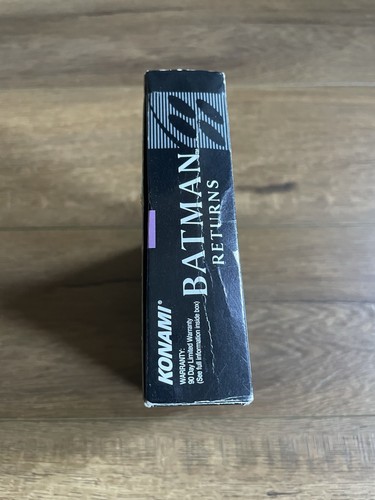 KONAMI®
WARRANTY:
90 Day Limited Warranty
(See full information inside box)
BATMAN
RETURNS